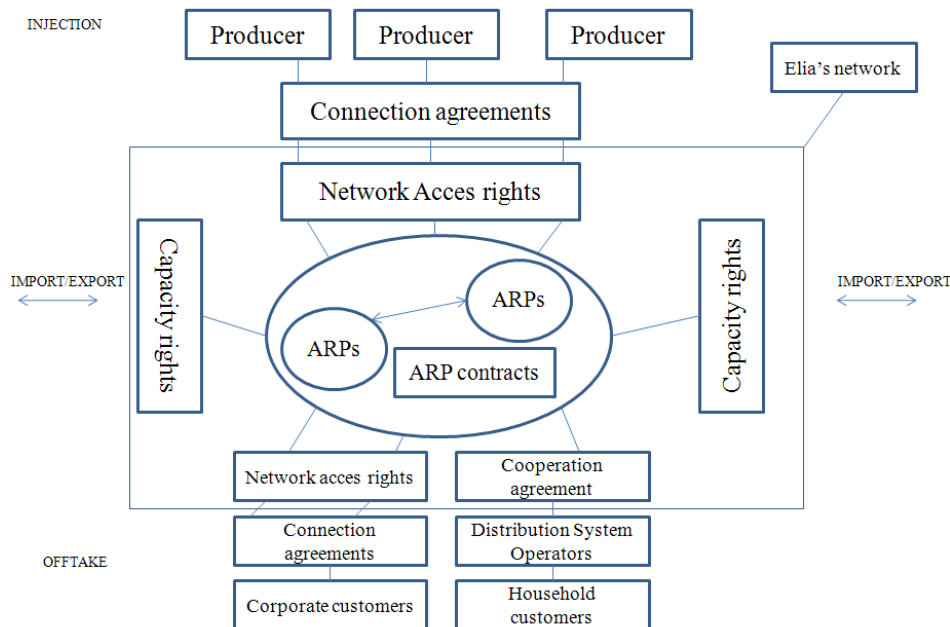 INJECTION
Producer
Producer
Producer
Elia's network
Connection agreements
Network Acces rights
Capacity rights
IMPORT/EXPORT
IMPORT/EXPORT
Capacity rights
ARPs
ARPs
ARP contracts
Network acces rights
Cooperation
agreement
Connection
agreements
Distribution System
Operators
OFFTAKE
Corporate customers
Household
customers